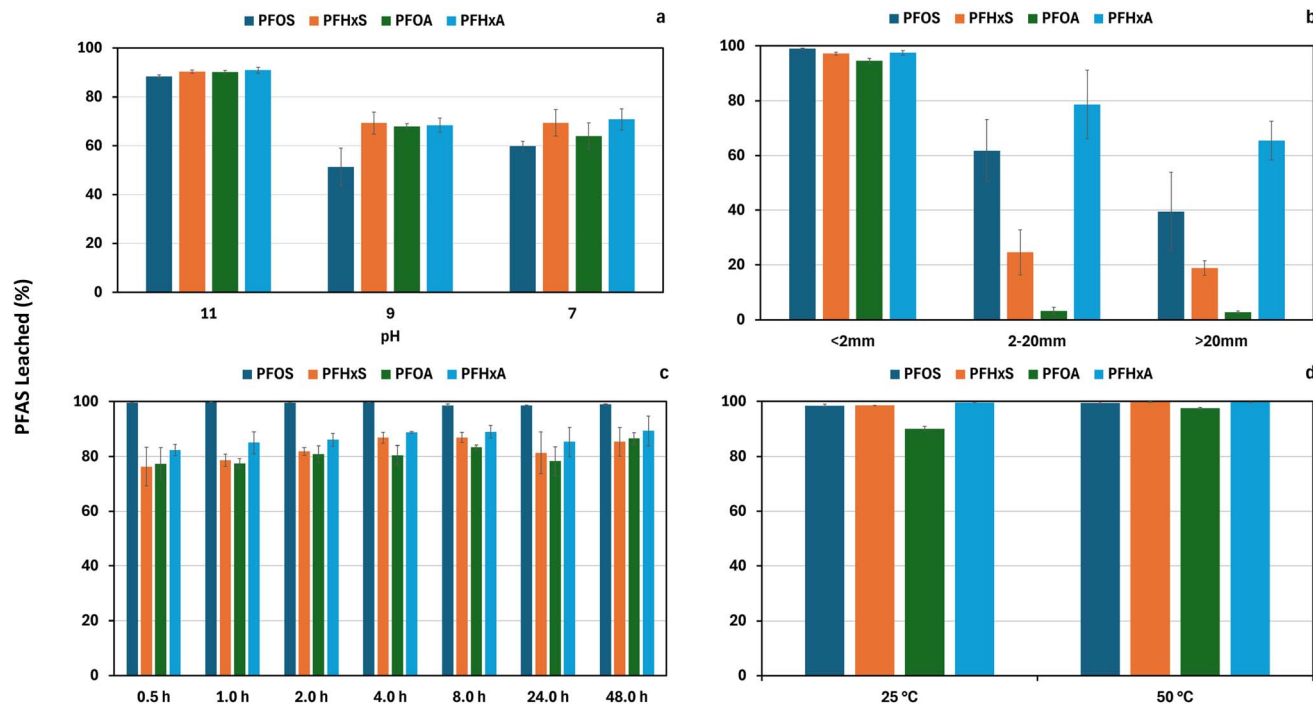 PFAS Leached (%)
PFOS PFHxS PFOA PFHxA a
100
80
60
40
20
0
11 9 7
pH
PFOS PFHxS PFOA PFHxA b
100
80
60
40
20
0
<2mm 2-20mm >20mm
PFOS PFHxS PFOA PFHxA c
100
80
60
40
20
0
0.5 h 1.0 h 2.0 h 4.0 h 8.0 h 24.0 h 48.0 h
PFOS PFHxS PFOA PFHxA d
100
80
60
40
20
0
25 °C 50 °C